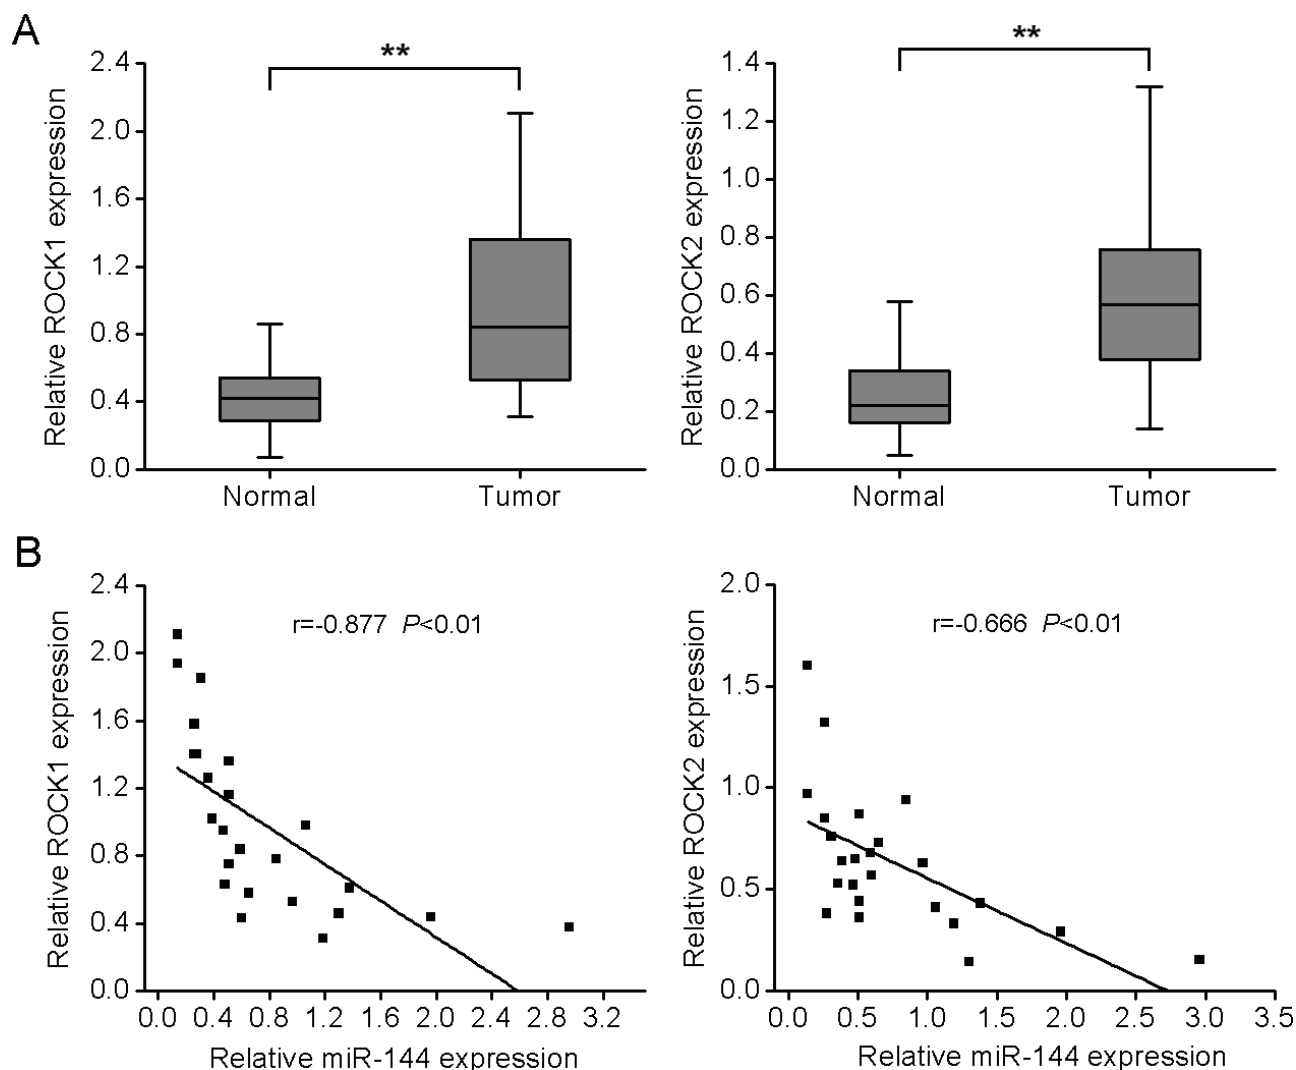 A
**
Relative ROCK1 expression
2.4
2.0
1.6
1.2
0.8
0.4
0.0
Normal
Tumor
**
Relative ROCK2 expression
1.4
1.2
1.0
0.8
0.6
0.4
0.2
0.0
Normal
Tumor
B
r=-0.877 P<0.01
Relative ROCK1 expression
2.4
2.0
1.6
1.2
0.8
0.4
0.0
0.0 0.4 0.8 1.2 1.6 2.0 2.4 2.8 3.2
Relative miR-144 expression
r=-0.666 P<0.01
Relative ROCK2 expression
2.0
1.5
1.0
0.5
0.0
0.0 0.5 1.0 1.5 2.0 2.5 3.0 3.5
Relative miR-144 expression